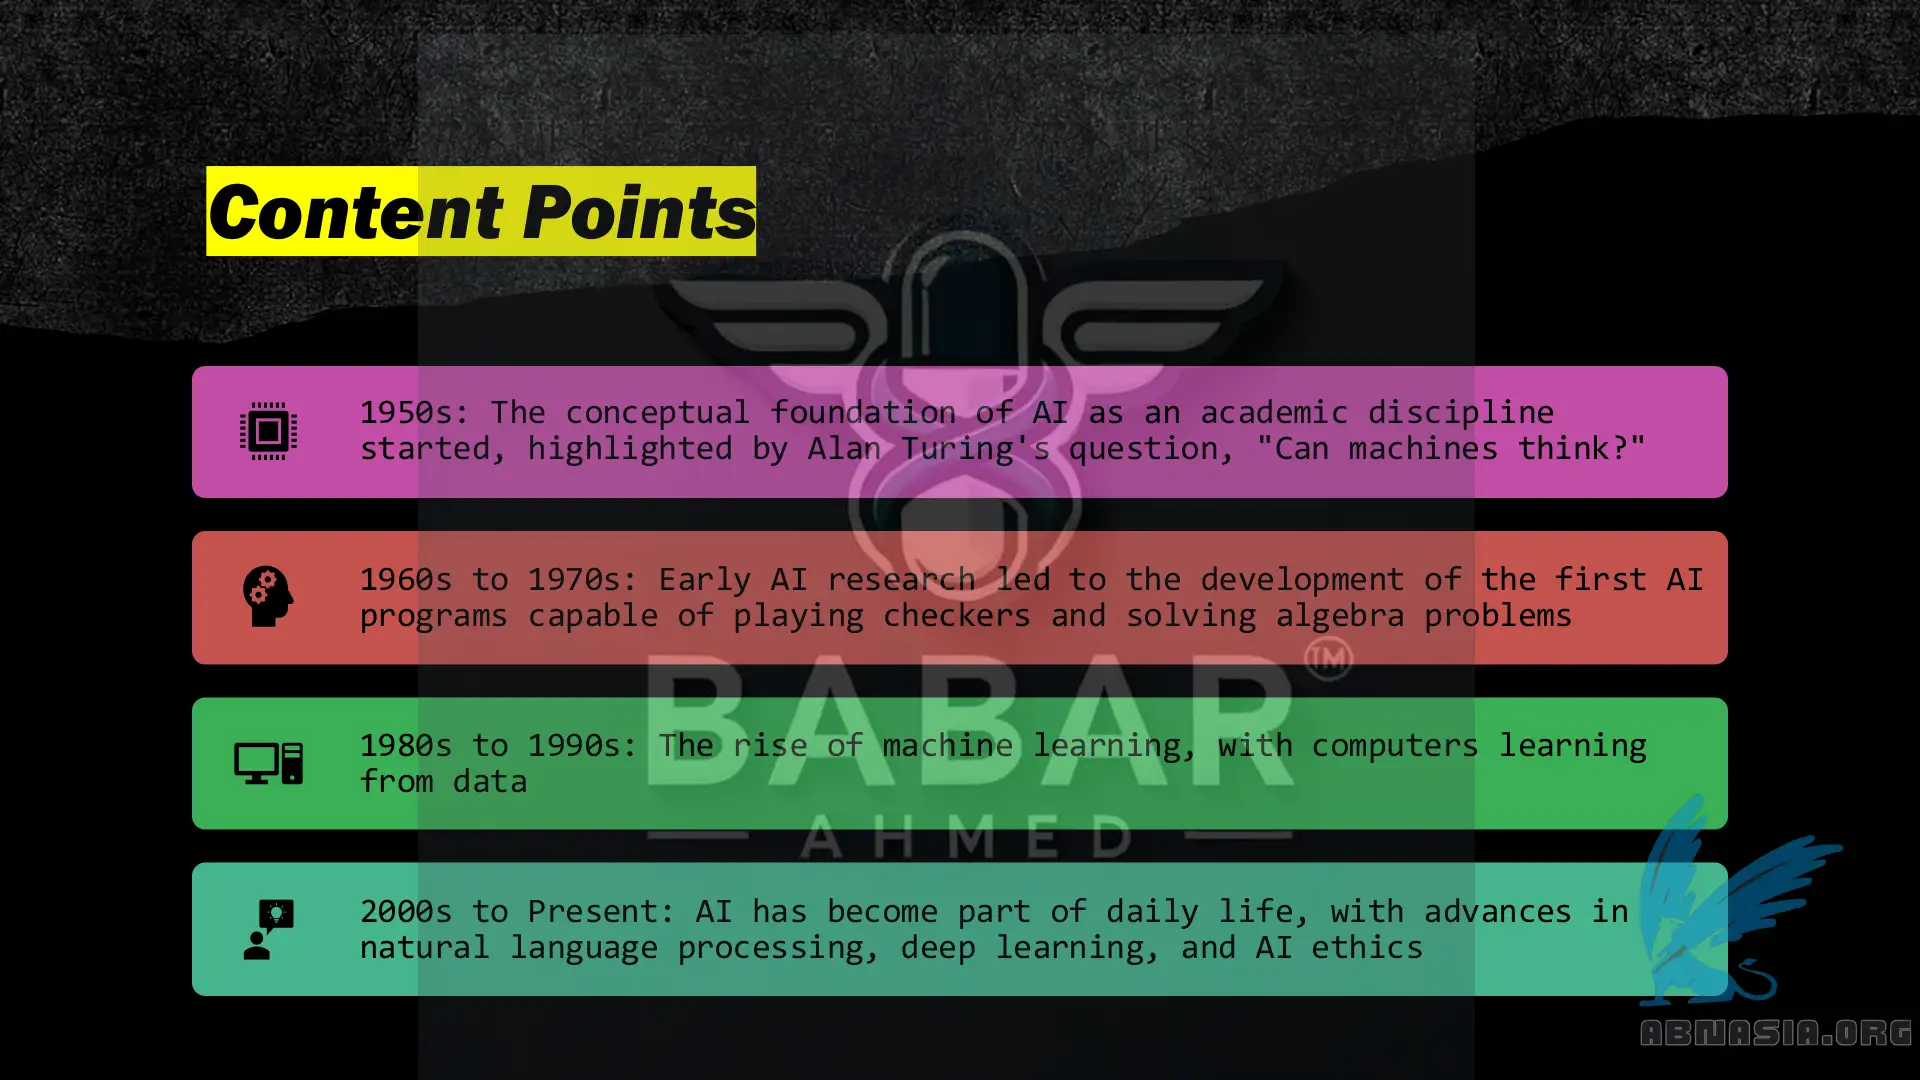 Content Points
1950s: The conceptual foundation of AI as an academic discipline
started, highlighted by Alan Turing's question, "Can machines think?"
1960s to 1970s: Early AI research led to the development of the first AI
programs capable of playing checkers and solving algebra problems
BABAR™
1980s to 1990s: The rise of machine learning, with computers learning
from data
AHMED
2000s to Present: AI has become part of daily life, with advances in
natural language processing, deep learning, and AI ethics
ABNASIA.ORG